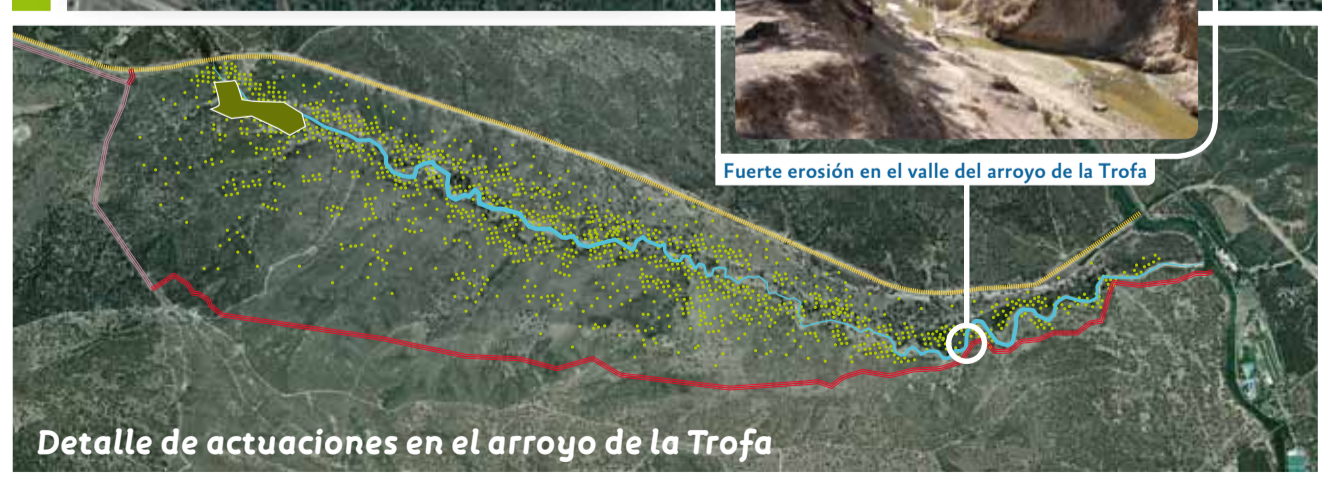 Fuerte erosión en el valle del arroyo de la Trofa
Detalle de actuaciones en el arroyo de la Trofa